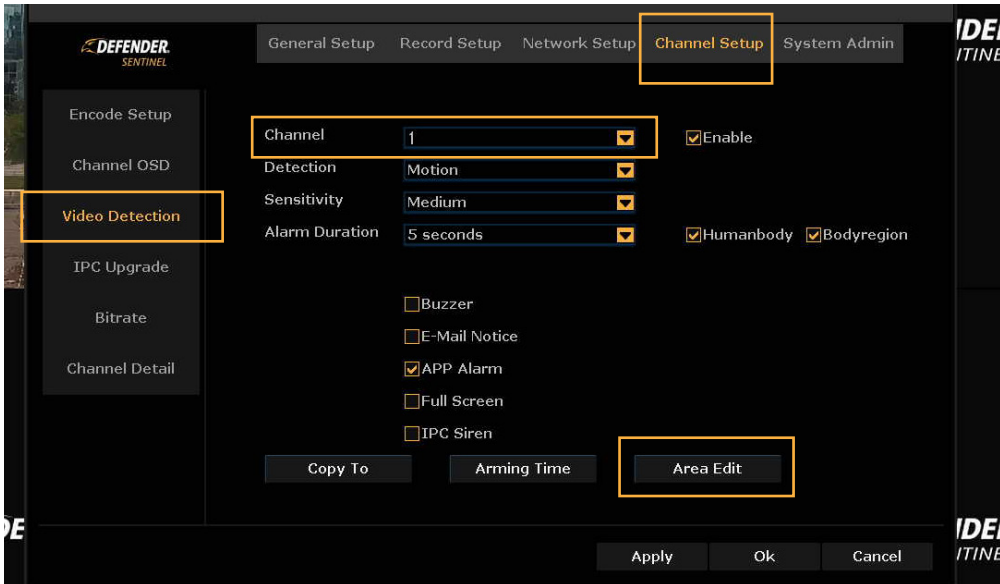 DEFENDER
SENTINEL
General Setup Record Setup Network Setup Channel Setup System Admin
Encode Setup
Channel OSD
Video Detection
IPC Upgrade
Bitrate
Channel Detail
Channel 1 Enable
Detection Motion
Sensitivity Medium
Alarm Duration 5 seconds Humanbody Bodyregion
Buzzer
E-Mail Notice
APP Alarm
Full Screen
IPC Siren
Copy To Arming Time Area Edit
Apply Ok Cancel